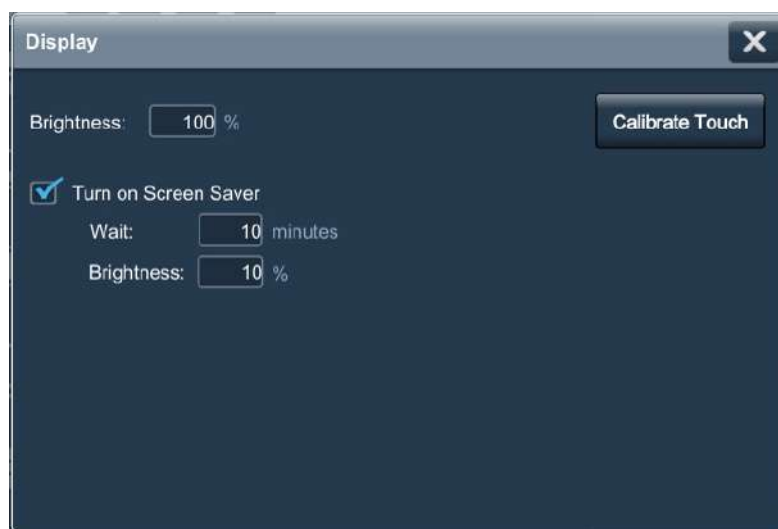 Display
Brightness: 100 %
Calibrate Touch
Turn on Screen Saver
Wait: 10 minutes
Brightness: 10 %